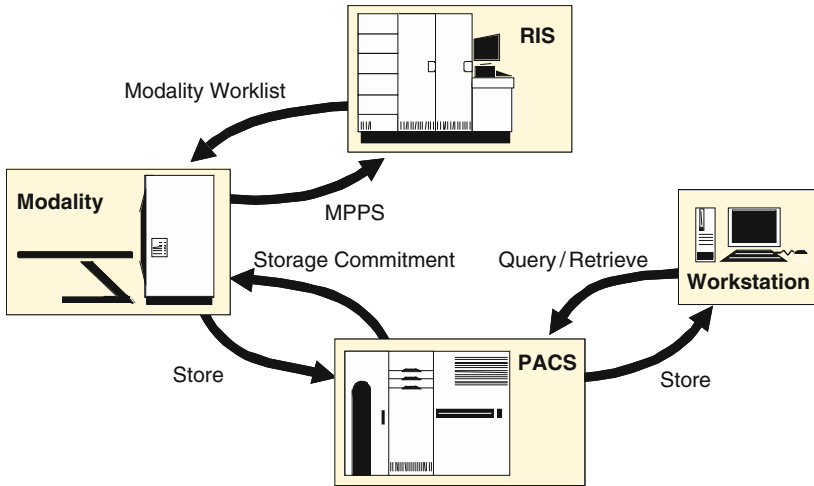 RIS
Modality Worklist
Modality
MPPS
Storage Commitment
Query/Retrieve
Workstation
PACS
Store
Store